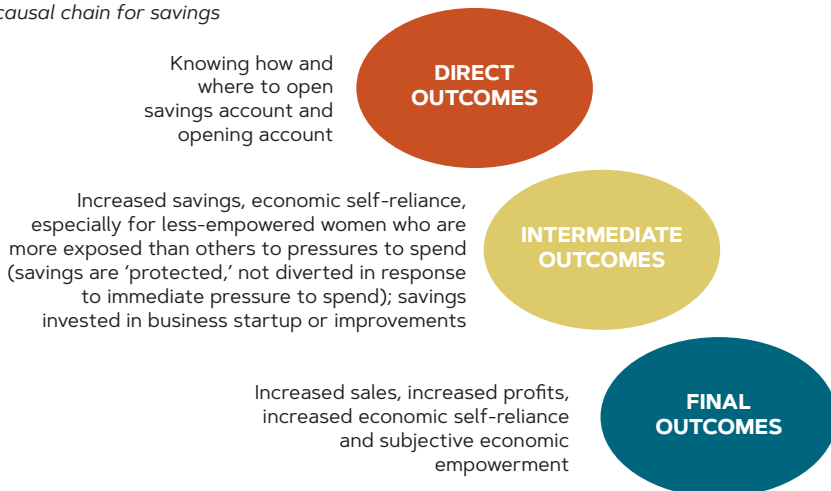 causal chain for savings
Knowing how and
where to open
savings account and
opening account
DIRECT
OUTCOMES
Increased savings, economic self-reliance,
especially for less-empowered women who are
more exposed than others to pressures to spend
(savings are ‘protected,’ not diverted in response
to immediate pressure to spend); savings
invested in business startup or improvements
INTERMEDIATE
OUTCOMES
Increased sales, increased profits,
increased economic self-reliance
and subjective economic
empowerment
FINAL
OUTCOMES